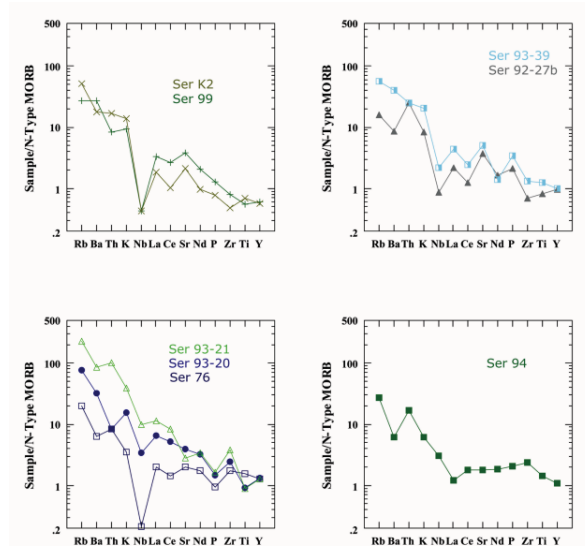 500
100
10
1
.2
Sample/N-Type MORB
Ser K2
Ser 99
Rb Ba Th K Nb La Ce Sr Nd P Zr Ti Y
500
100
10
1
.2
Sample/N-Type MORB
Ser 93-39
Ser 92-27b
Rb Ba Th K Nb La Ce Sr Nd P Zr Ti Y
500
100
10
1
.2
Sample/N-Type MORB
Ser 93-21
Ser 93-20
Ser 76
Rb Ba Th K Nb La Ce Sr Nd P Zr Ti Y
500
100
10
1
.2
Sample/N-Type MORB
Ser 94
Rb Ba Th K Nb La Ce Sr Nd P Zr Ti Y